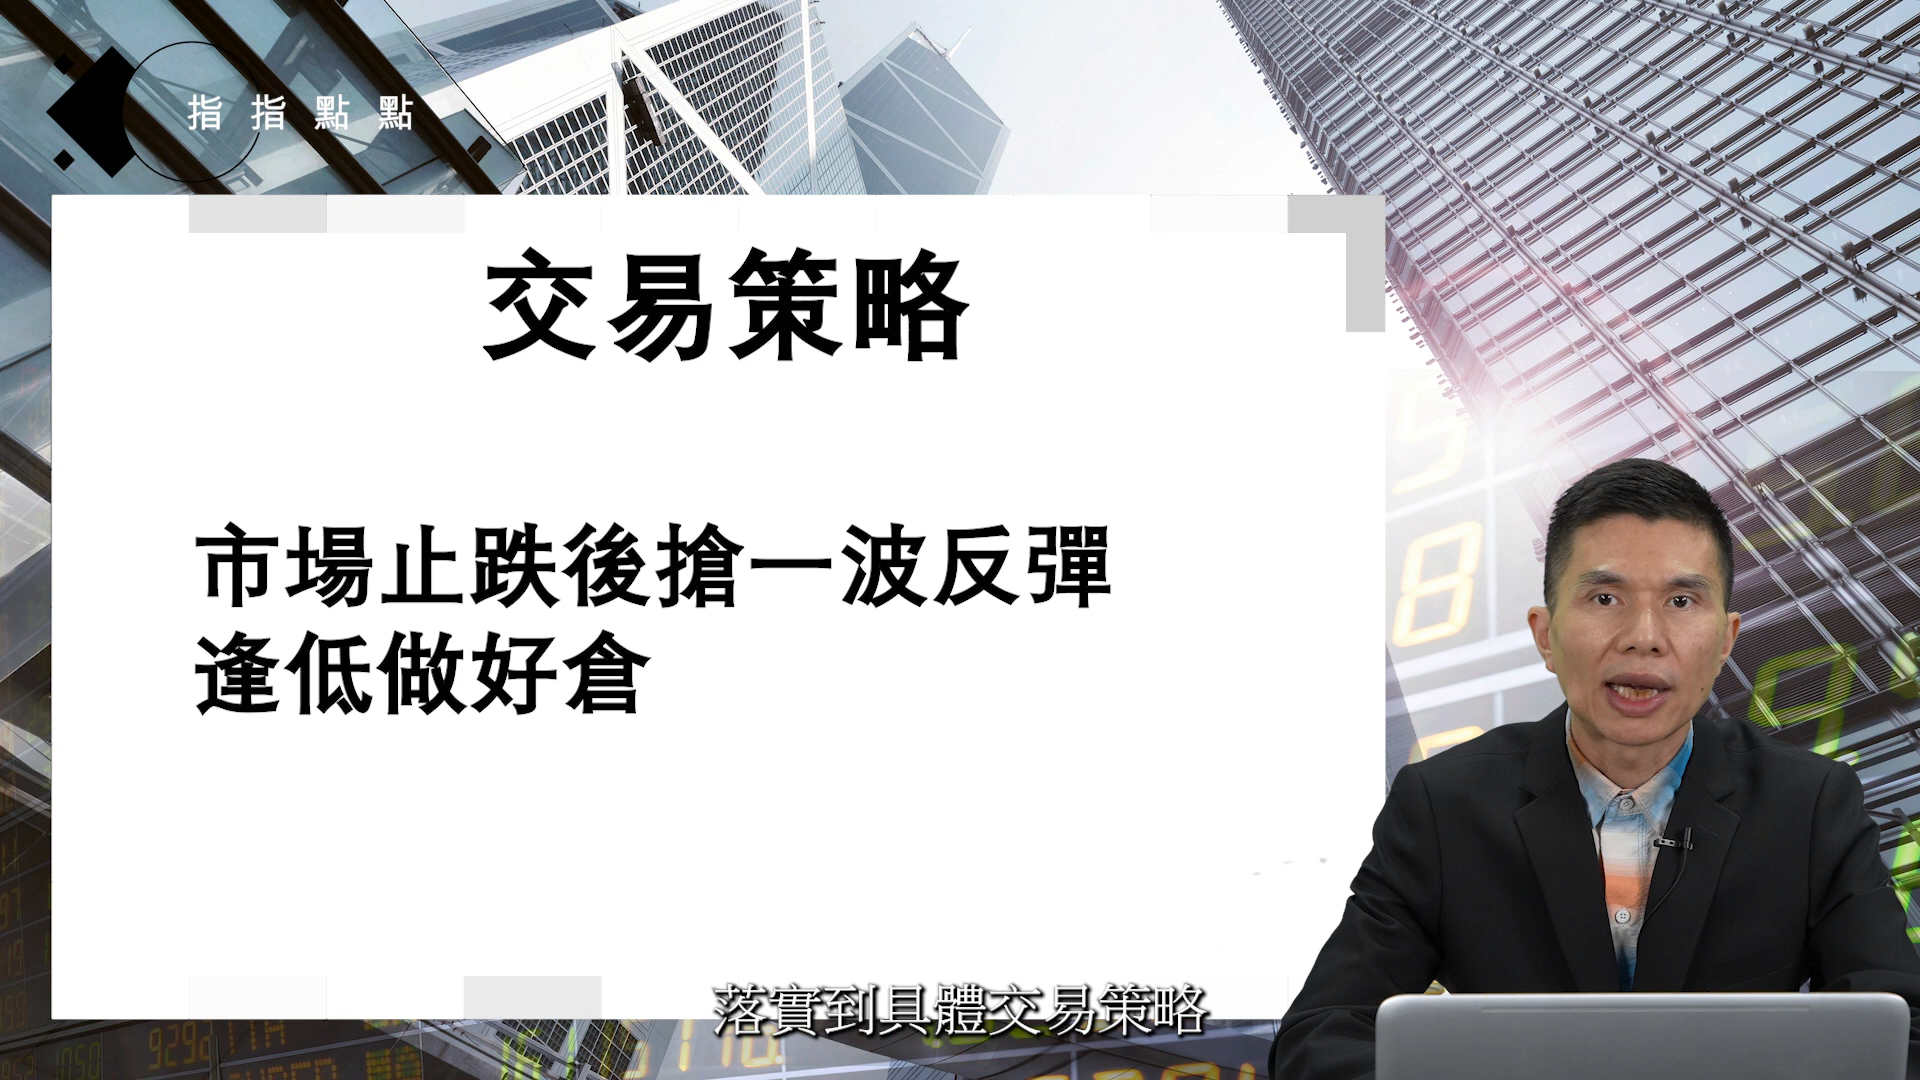 指指點點
交易策略
市場止跌後搶一波反彈
逢低做好倉
落實到具體交易策略